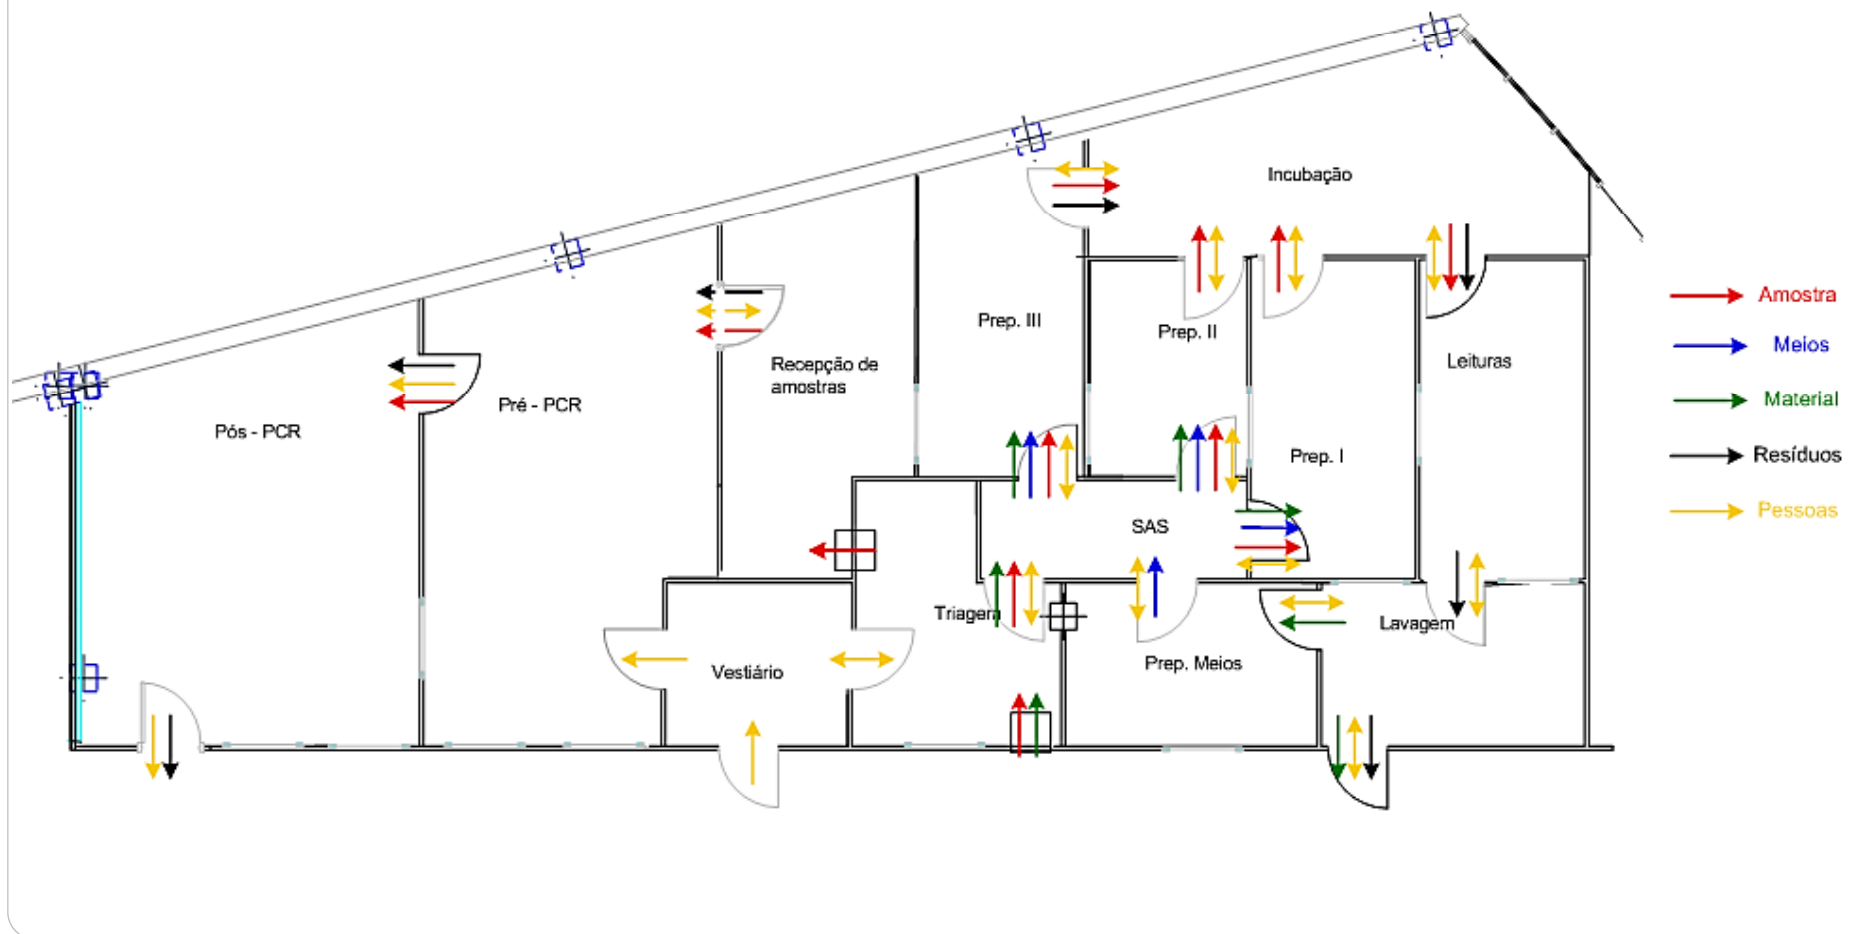 Incubação
Prep. III
Prep. II
Recepção de
amostras
Leituras
Pré - PCR
Pós - PCR
Prep. I
SAS
Triagem
Lavagem
Prep. Meios
Vestiário
Amostra
Meios
Material
Resíduos
Pessoas